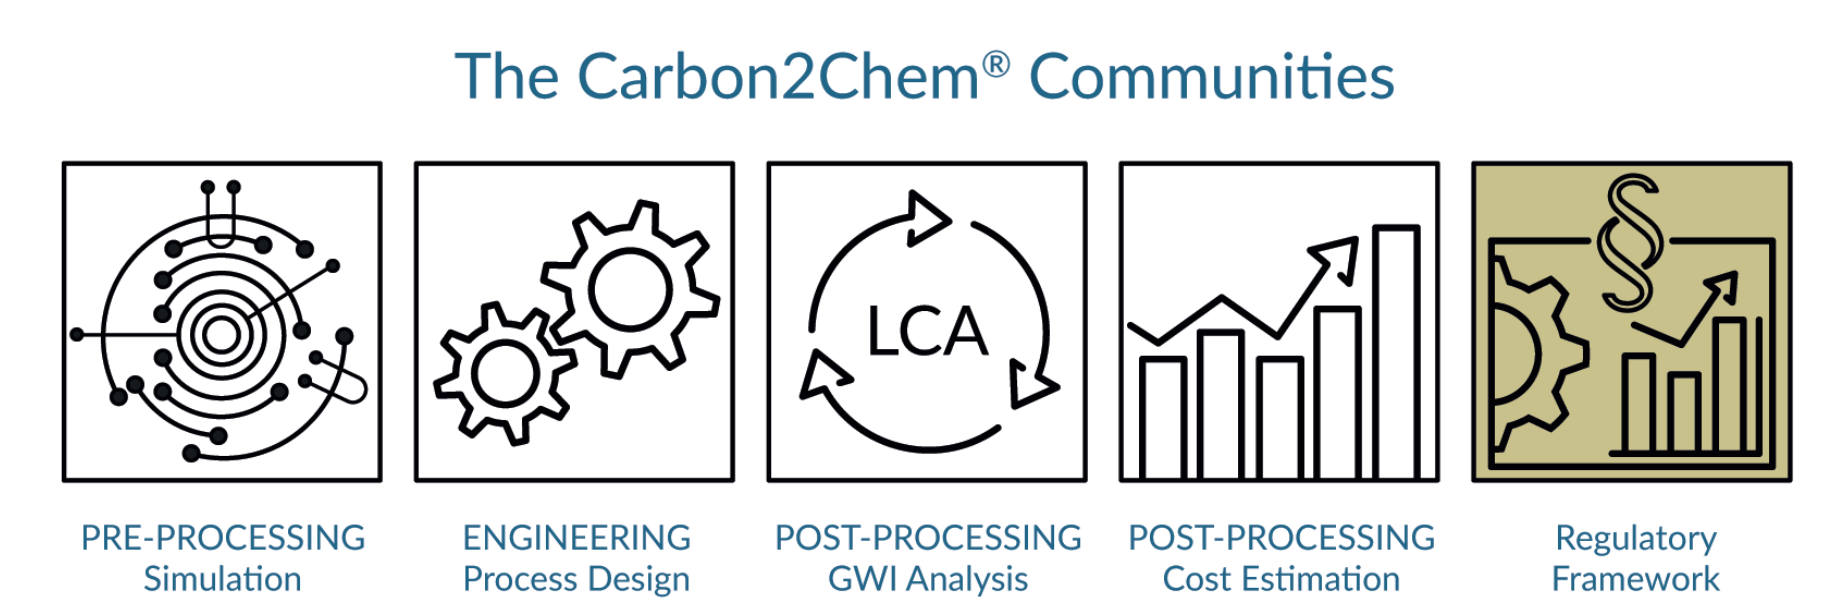 The Carbon2Chem® Communities
LCA
§
PRE-PROCESSING
Simulation
ENGINEERING
Process Design
POST-PROCESSING
GWI Analysis
POST-PROCESSING
Cost Estimation
Regulatory
Framework